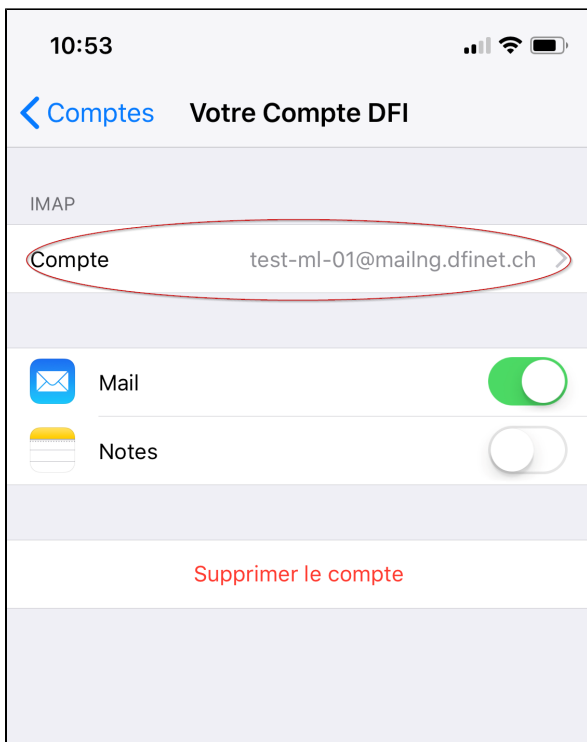 10:53
Comptes Votre Compte DFI
IMAP
Compte test-ml-01@mailng.dfinet.ch
Mail
Notes
Supprimer le compte